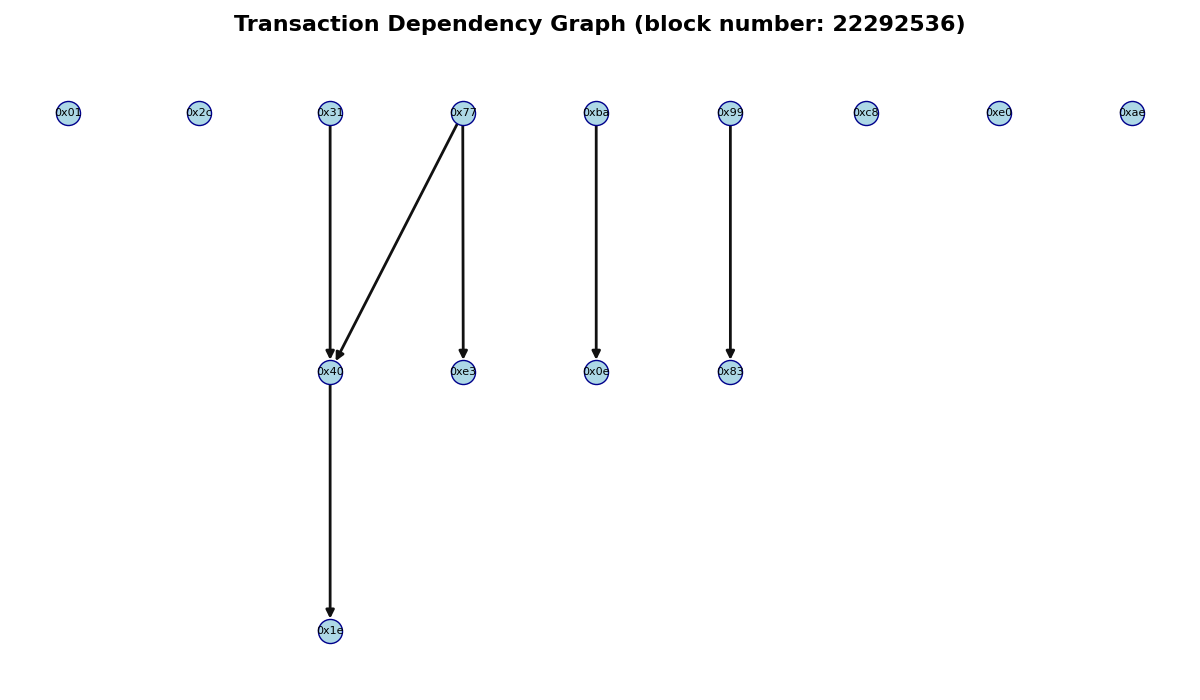 Transaction Dependency Graph (block number: 22292536)
0x01 0x2c 0x31 0x77 0xba 0x99 0xc8 0xe0 0xae
0x40 0xe3 0x0e 0x83
0x1e